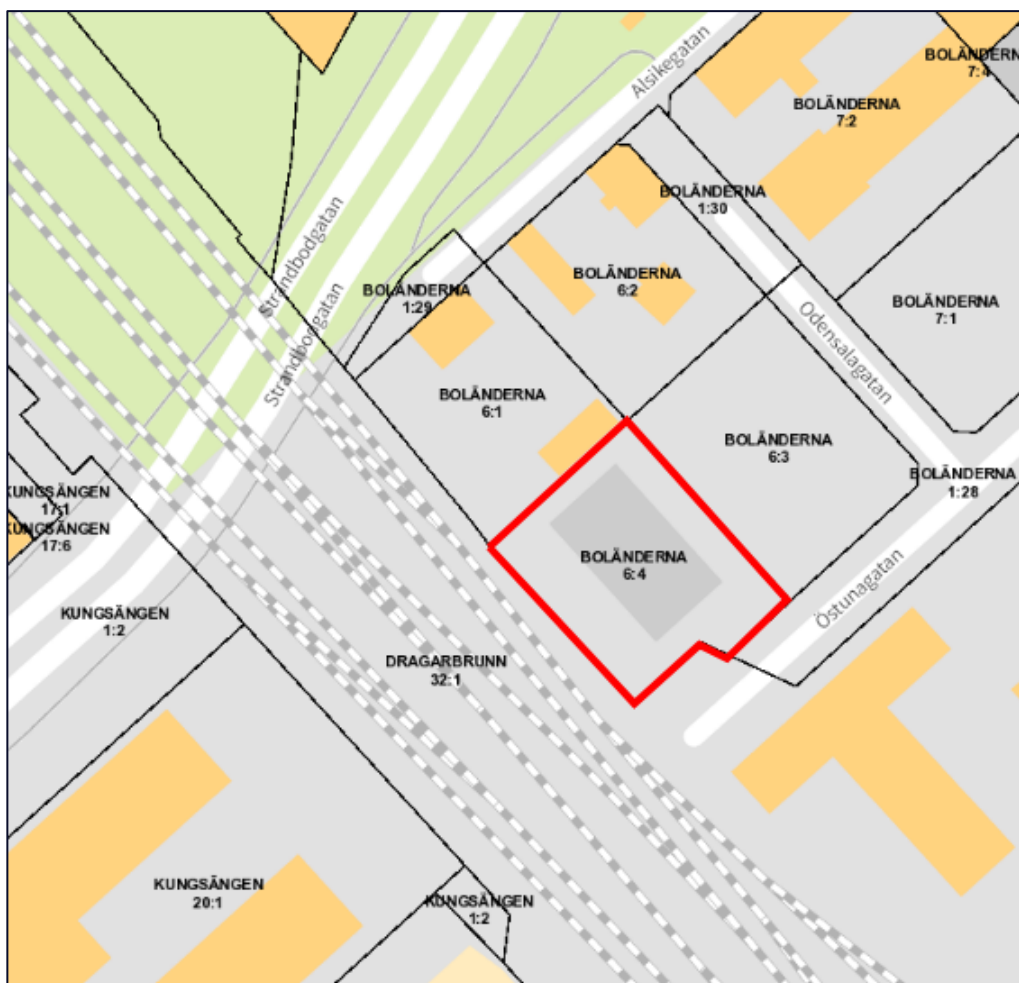 Alsikegatan
BOLÄNDERNA
7:4
BOLÄNDERNA
7:2
BOLÄNDERNA
1:30
Strandbodgatan
BOLÄNDERNA
1:29
BOLÄNDERNA
6:2
BOLÄNDERNA
7:1
Odensalagatan
Strandbodgatan
BOLÄNDERNA
6:1
BOLÄNDERNA
6:3
BOLÄNDERNA
1:28
KUNGSÄNGEN
17:1
KUNGSÄNGEN
17:6
BOLÄNDERNA
6:4
Östunagatan
KUNGSÄNGEN
1:2
DRAGARBRUNN
32:1
KUNGSÄNGEN
20:1
KUNGSÄNGEN
1:2